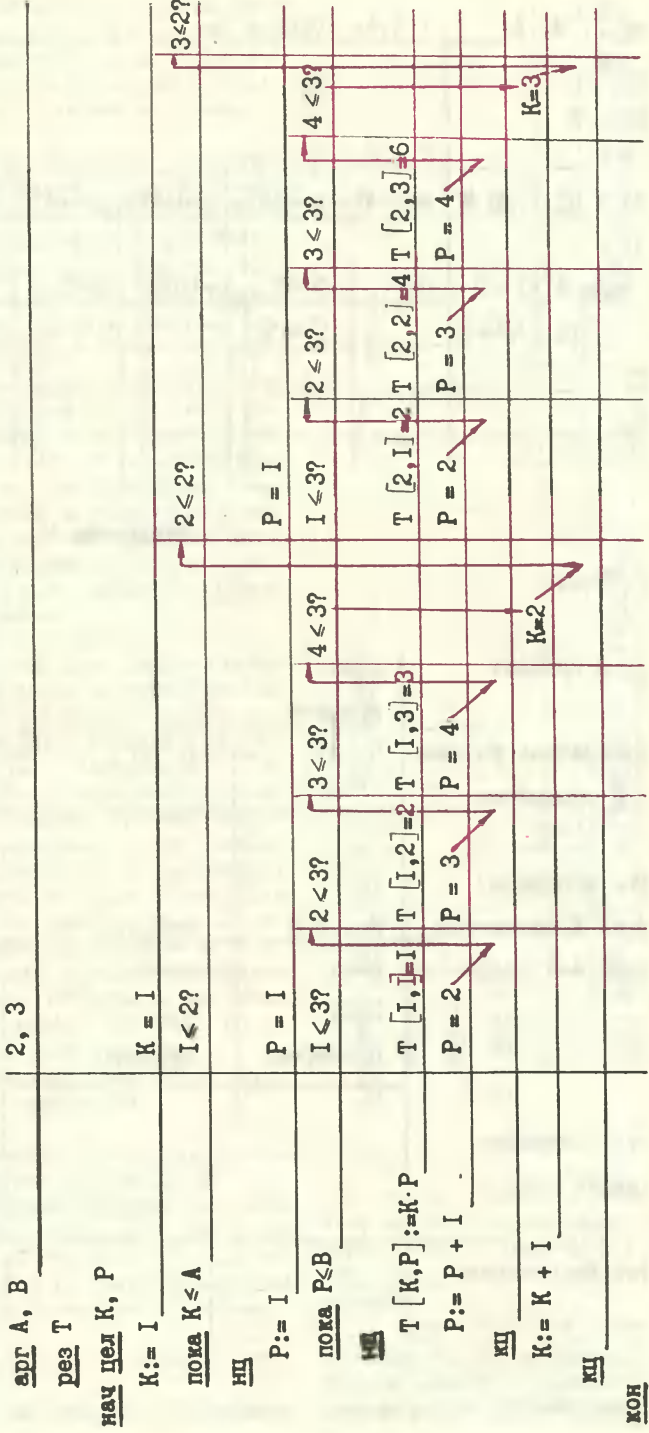 арг A, B 2, 3
рез T
нач цел K, P
K:= I K = I
пока K ≤ A I ≤ 2? 2 ≤ 2? 3≤2?
нц
P:= I P = I P = I
пока P≤B I≤3? 2 ≤ 3? 3 ≤ 3? 4 ≤ 3? I ≤ 3? 2 ≤ 3? 3 ≤ 3? 4 ≤ 3?
нц
T [K,P]:=K·P T [I,I]=I T [I,2]=2 T [I,3]=3 T [2,I]=2 T [2,2]=4 T [2,3]=6
P:= P + I P = 2 P = 3 P = 4 P = 2 P = 3 P = 4
кц
K:= K + I K=2 K=3
кц
кон